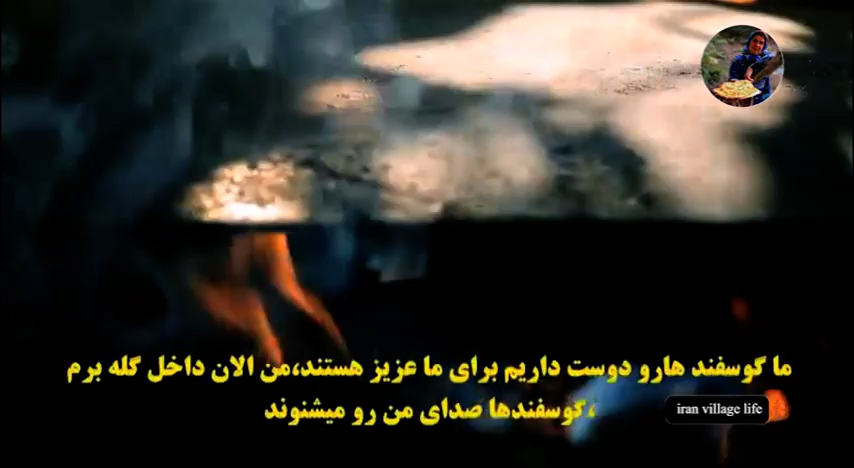 ما گوسفند هارو دوست داریم برای ما عزیز هستند،من الان داخل گله برم
،گوسفندها صدای من رو میشنوند
iran village life